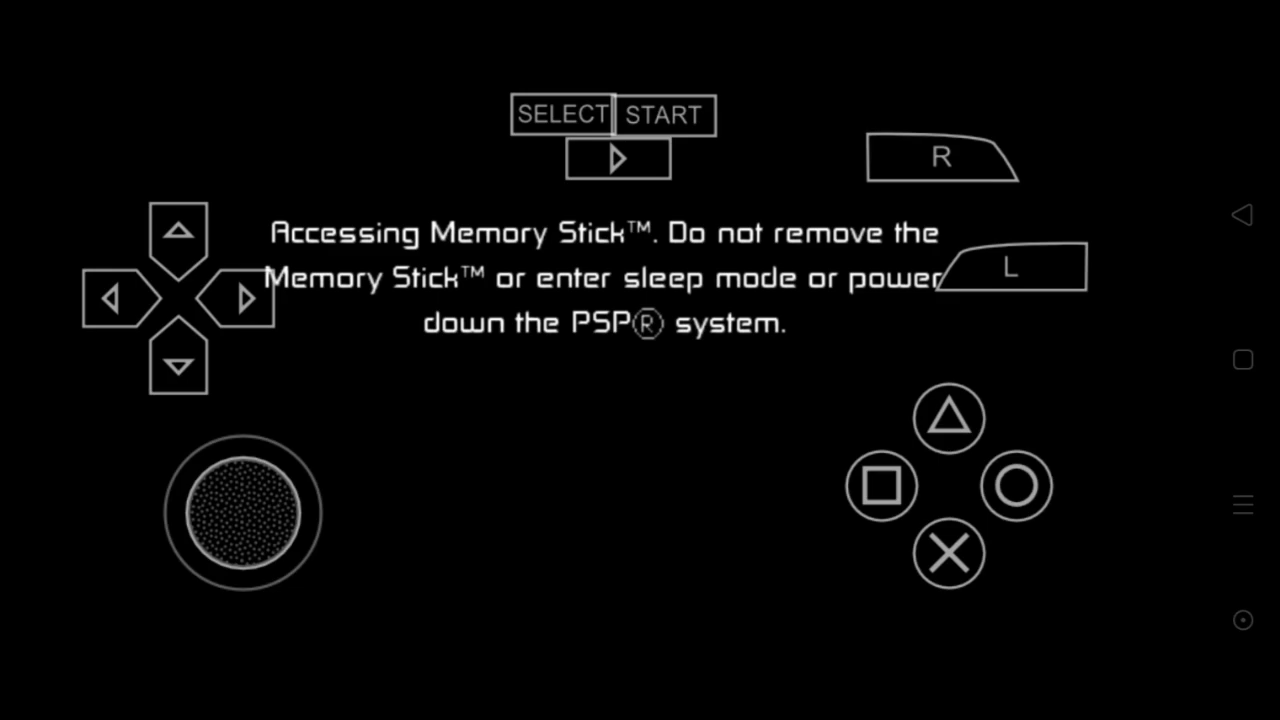 SELECT START
R
Accessing Memory Stick™. Do not remove the
Memory Stick™ or enter sleep mode or power
L
down the PSP® system.